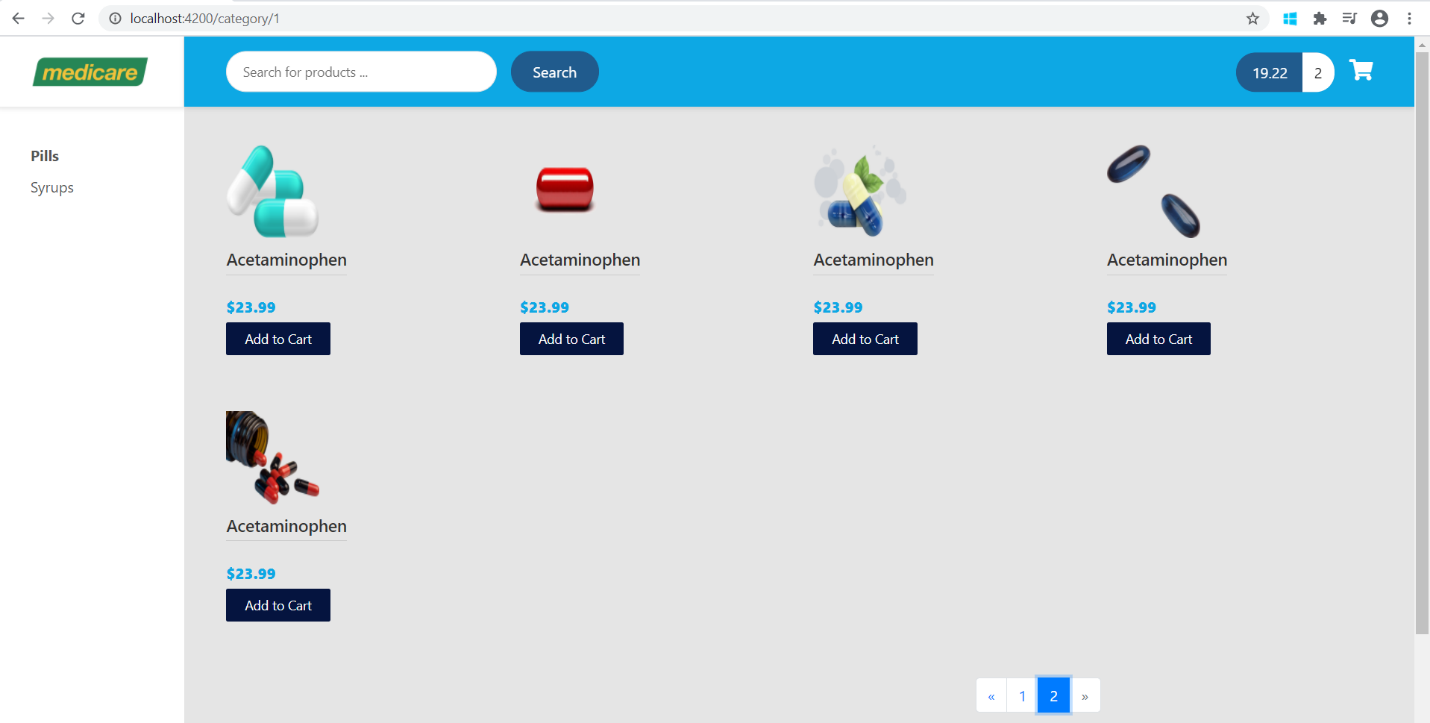 localhost:4200/category/1
medicare
Search for products ...
Search
19.22
2
Pills
Syrups
Acetaminophen Acetaminophen Acetaminophen Acetaminophen
$23.99 $23.99 $23.99 $23.99
Add to Cart Add to Cart Add to Cart Add to Cart
Acetaminophen
$23.99
Add to Cart
« 1 2 »